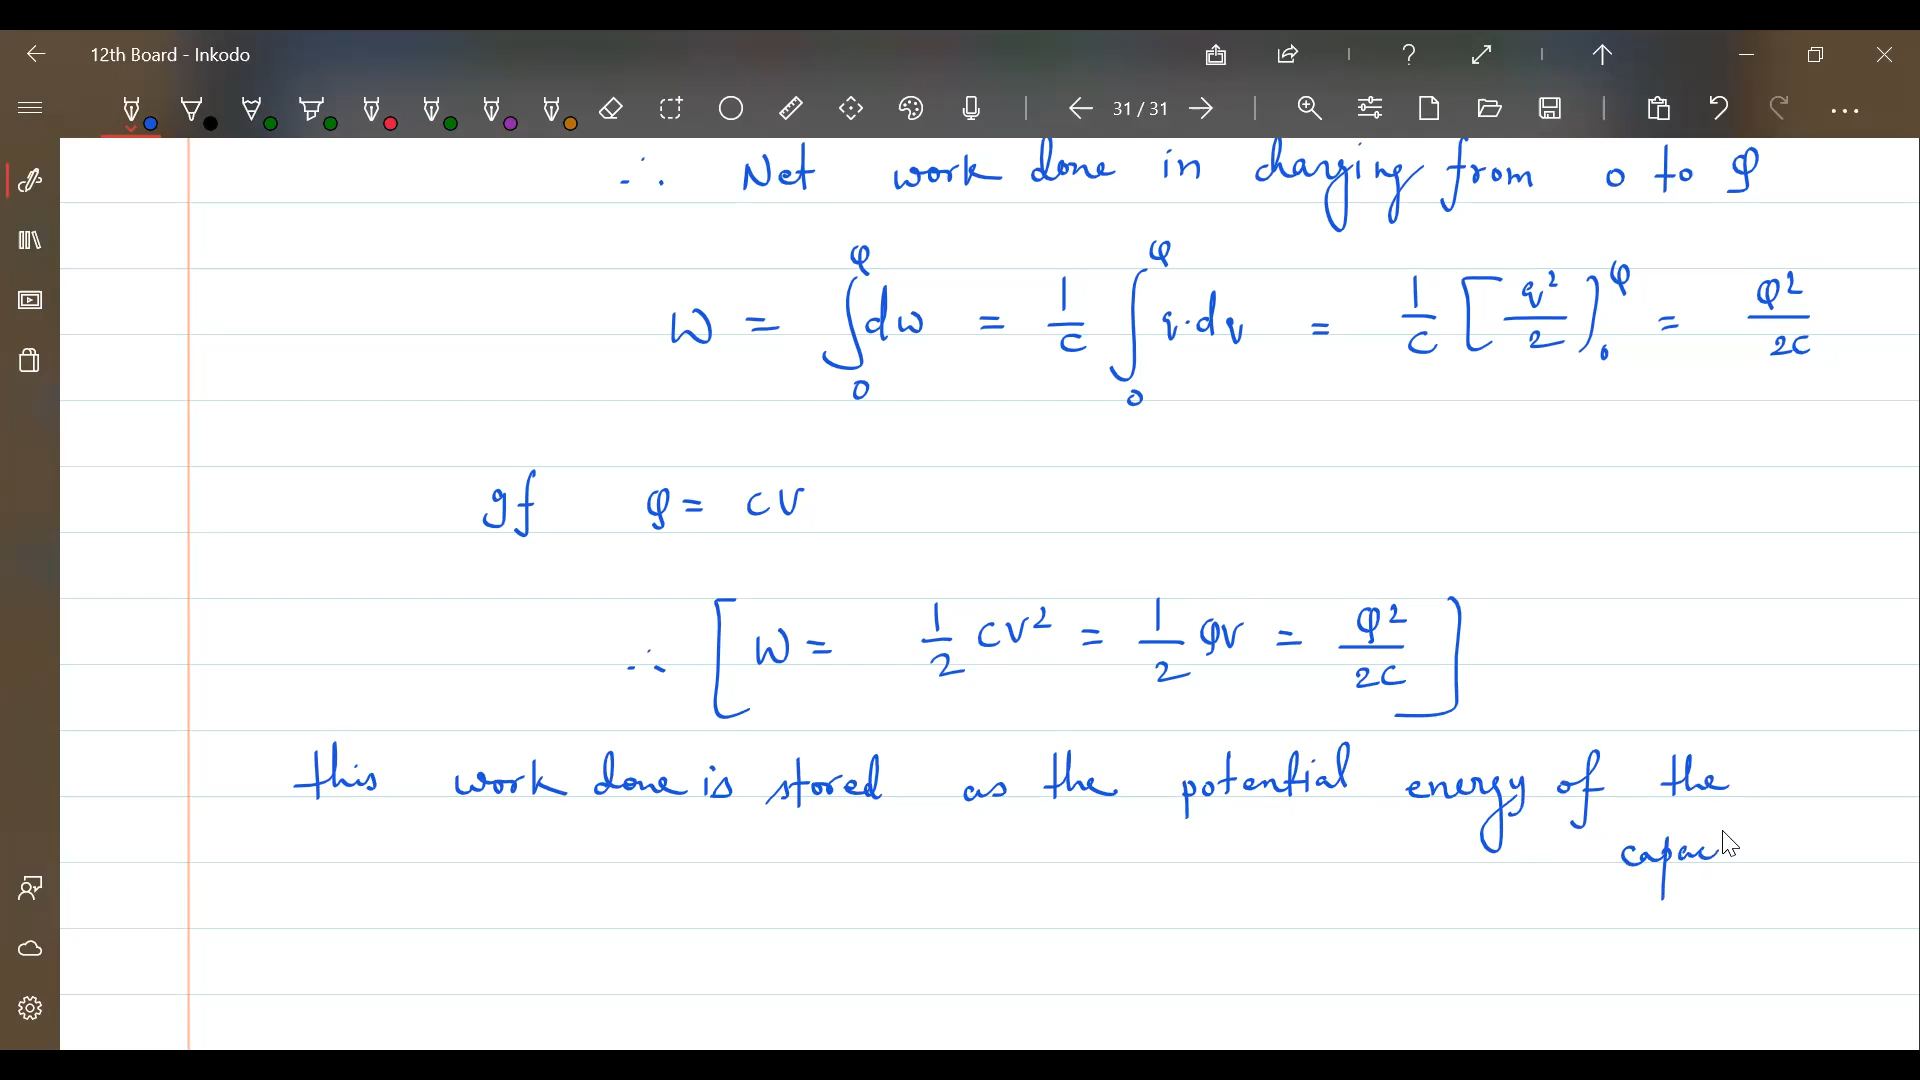 12th Board - Inkodo
31 / 31
∴ Net work done in charging from 0 to Q
W = ∫₀^Q dw = 1/C ∫₀^Q q·dq = 1/C [q²/2]₀^Q = Q²/2C
If Q = CV
∴ [W = 1/2 CV² = 1/2 QV = Q²/2C]
this work done is stored as the potential energy of the
capac